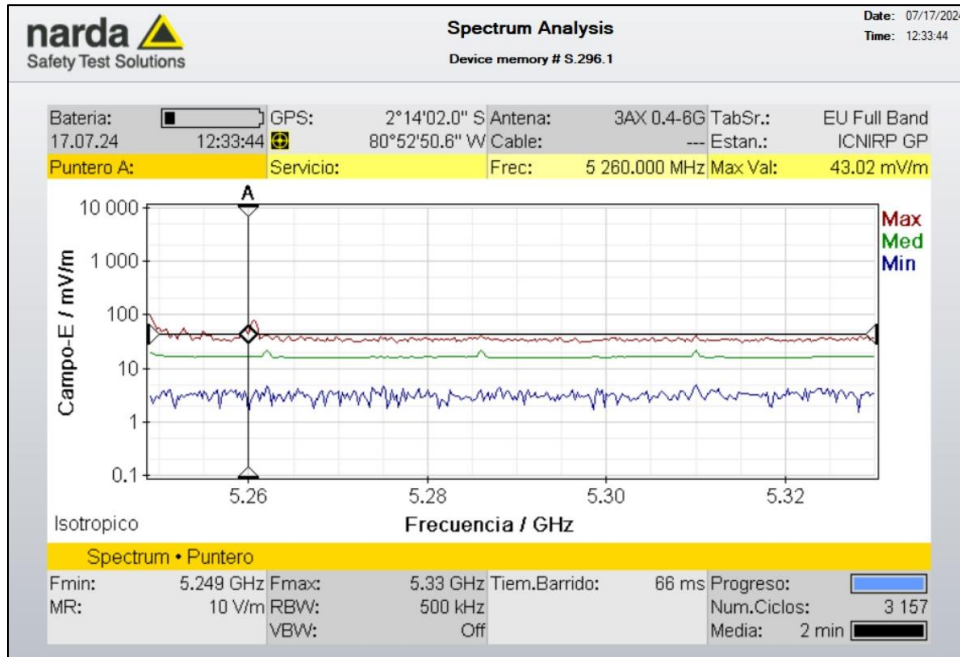 narda
Safety Test Solutions
Spectrum Analysis
Device memory # S.296.1
Date: 07/17/2024
Time: 12:33:44
Bateria: GPS: 2°14'02.0" S Antena: 3AX 0.4-6G TabSr.: EU Full Band
17.07.24 12:33:44 80°52'50.6" W Cable: --- Estan.: ICNIRP GP
Puntero A: Servicio: Frec: 5 260.000 MHz Max Val: 43.02 mV/m
A
10 000
1 000
100
10
1
0.1
Campo-E / mV/m
Max
Med
Min
5.26 5.28 5.30 5.32
Isotropico Frecuencia / GHz
Spectrum • Puntero
Fmin: 5.249 GHz Fmax: 5.33 GHz Tiem.Barrido: 66 ms Progreso:
MR: 10 V/m RBW: 500 kHz Num.Ciclos: 3 157
VBW: Off Media: 2 min